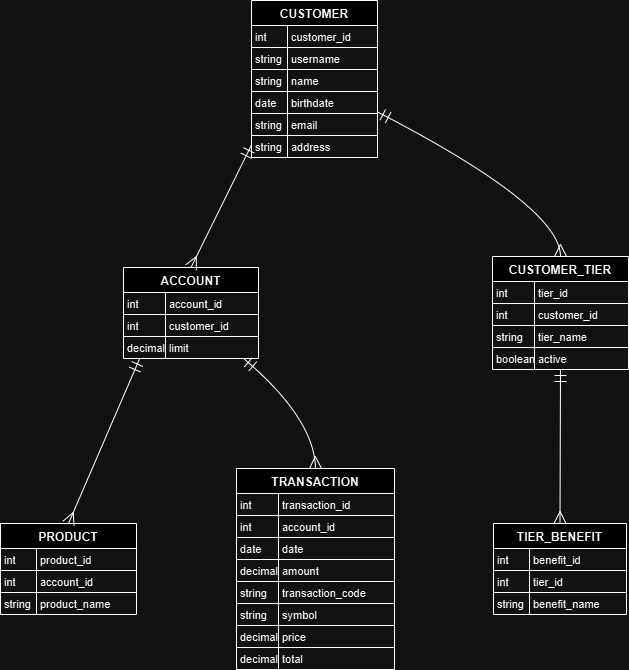 CUSTOMER
int customer_id
string username
string name
date birthdate
string email
string address
ACCOUNT
int account_id
int customer_id
decimal limit
CUSTOMER_TIER
int tier_id
int customer_id
string tier_name
boolean active
TRANSACTION
int transaction_id
int account_id
date date
decimal amount
string transaction_code
string symbol
decimal price
decimal total
PRODUCT
int product_id
int account_id
string product_name
TIER_BENEFIT
int benefit_id
int tier_id
string benefit_name